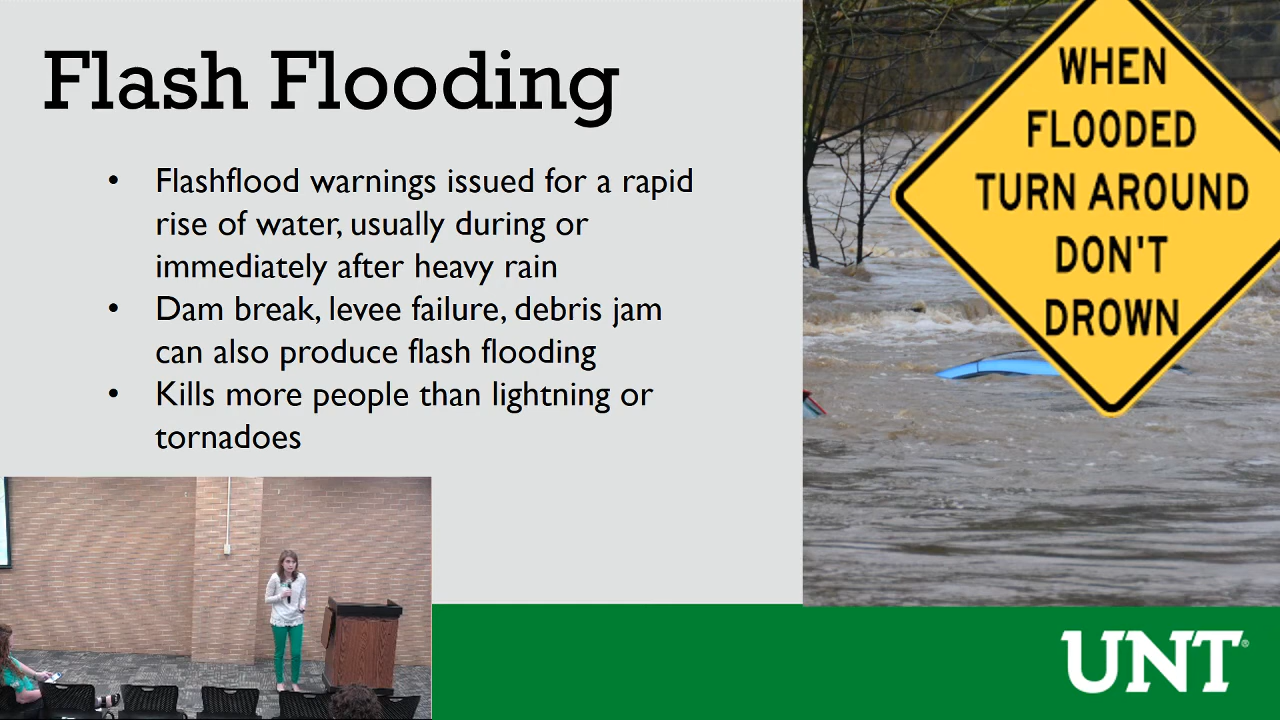 Flash Flooding
• Flashflood warnings issued for a rapid
rise of water, usually during or
immediately after heavy rain
• Dam break, levee failure, debris jam
can also produce flash flooding
• Kills more people than lightning or
tornadoes
WHEN
FLOODED
TURN AROUND
DON'T
DROWN
UNT®